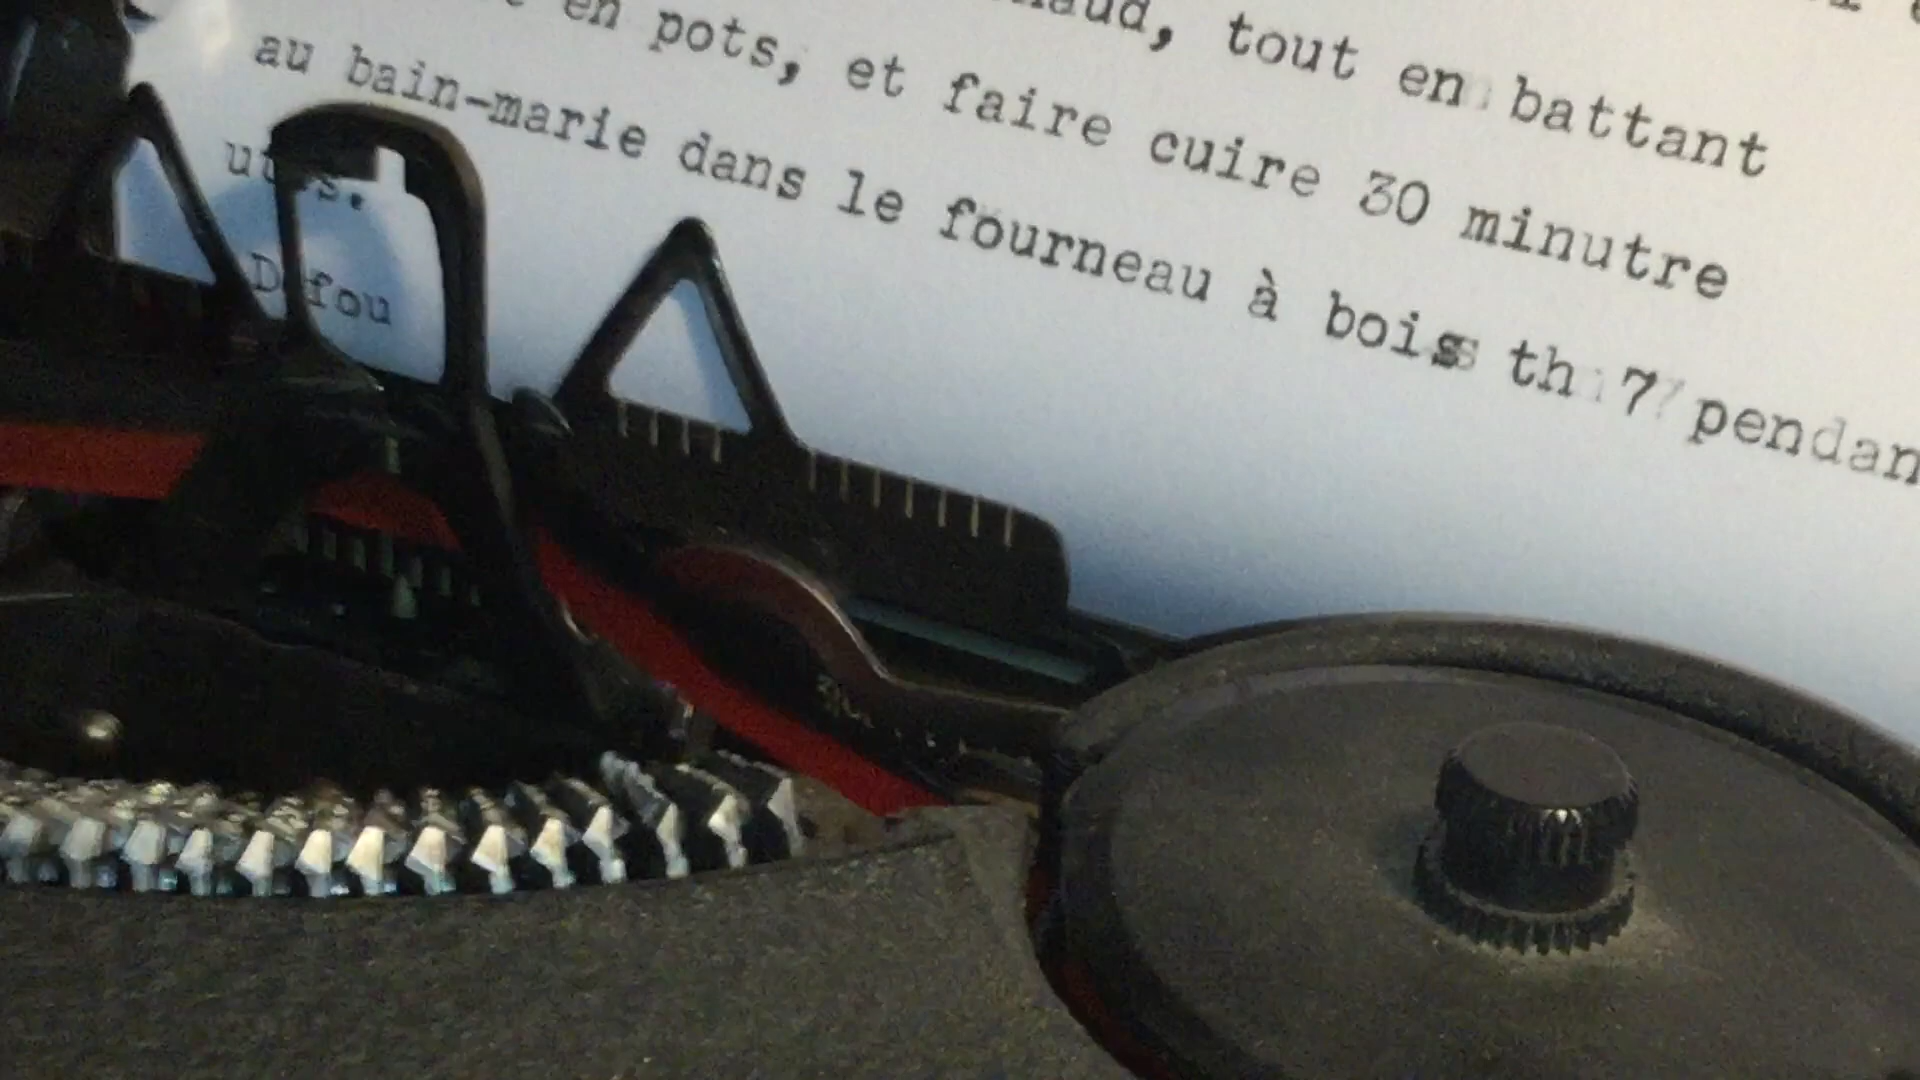 haud, tout en battant
en pots, et faire cuire 30 minutre
au bain-marie dans le fourneau à bois th 7 pendan